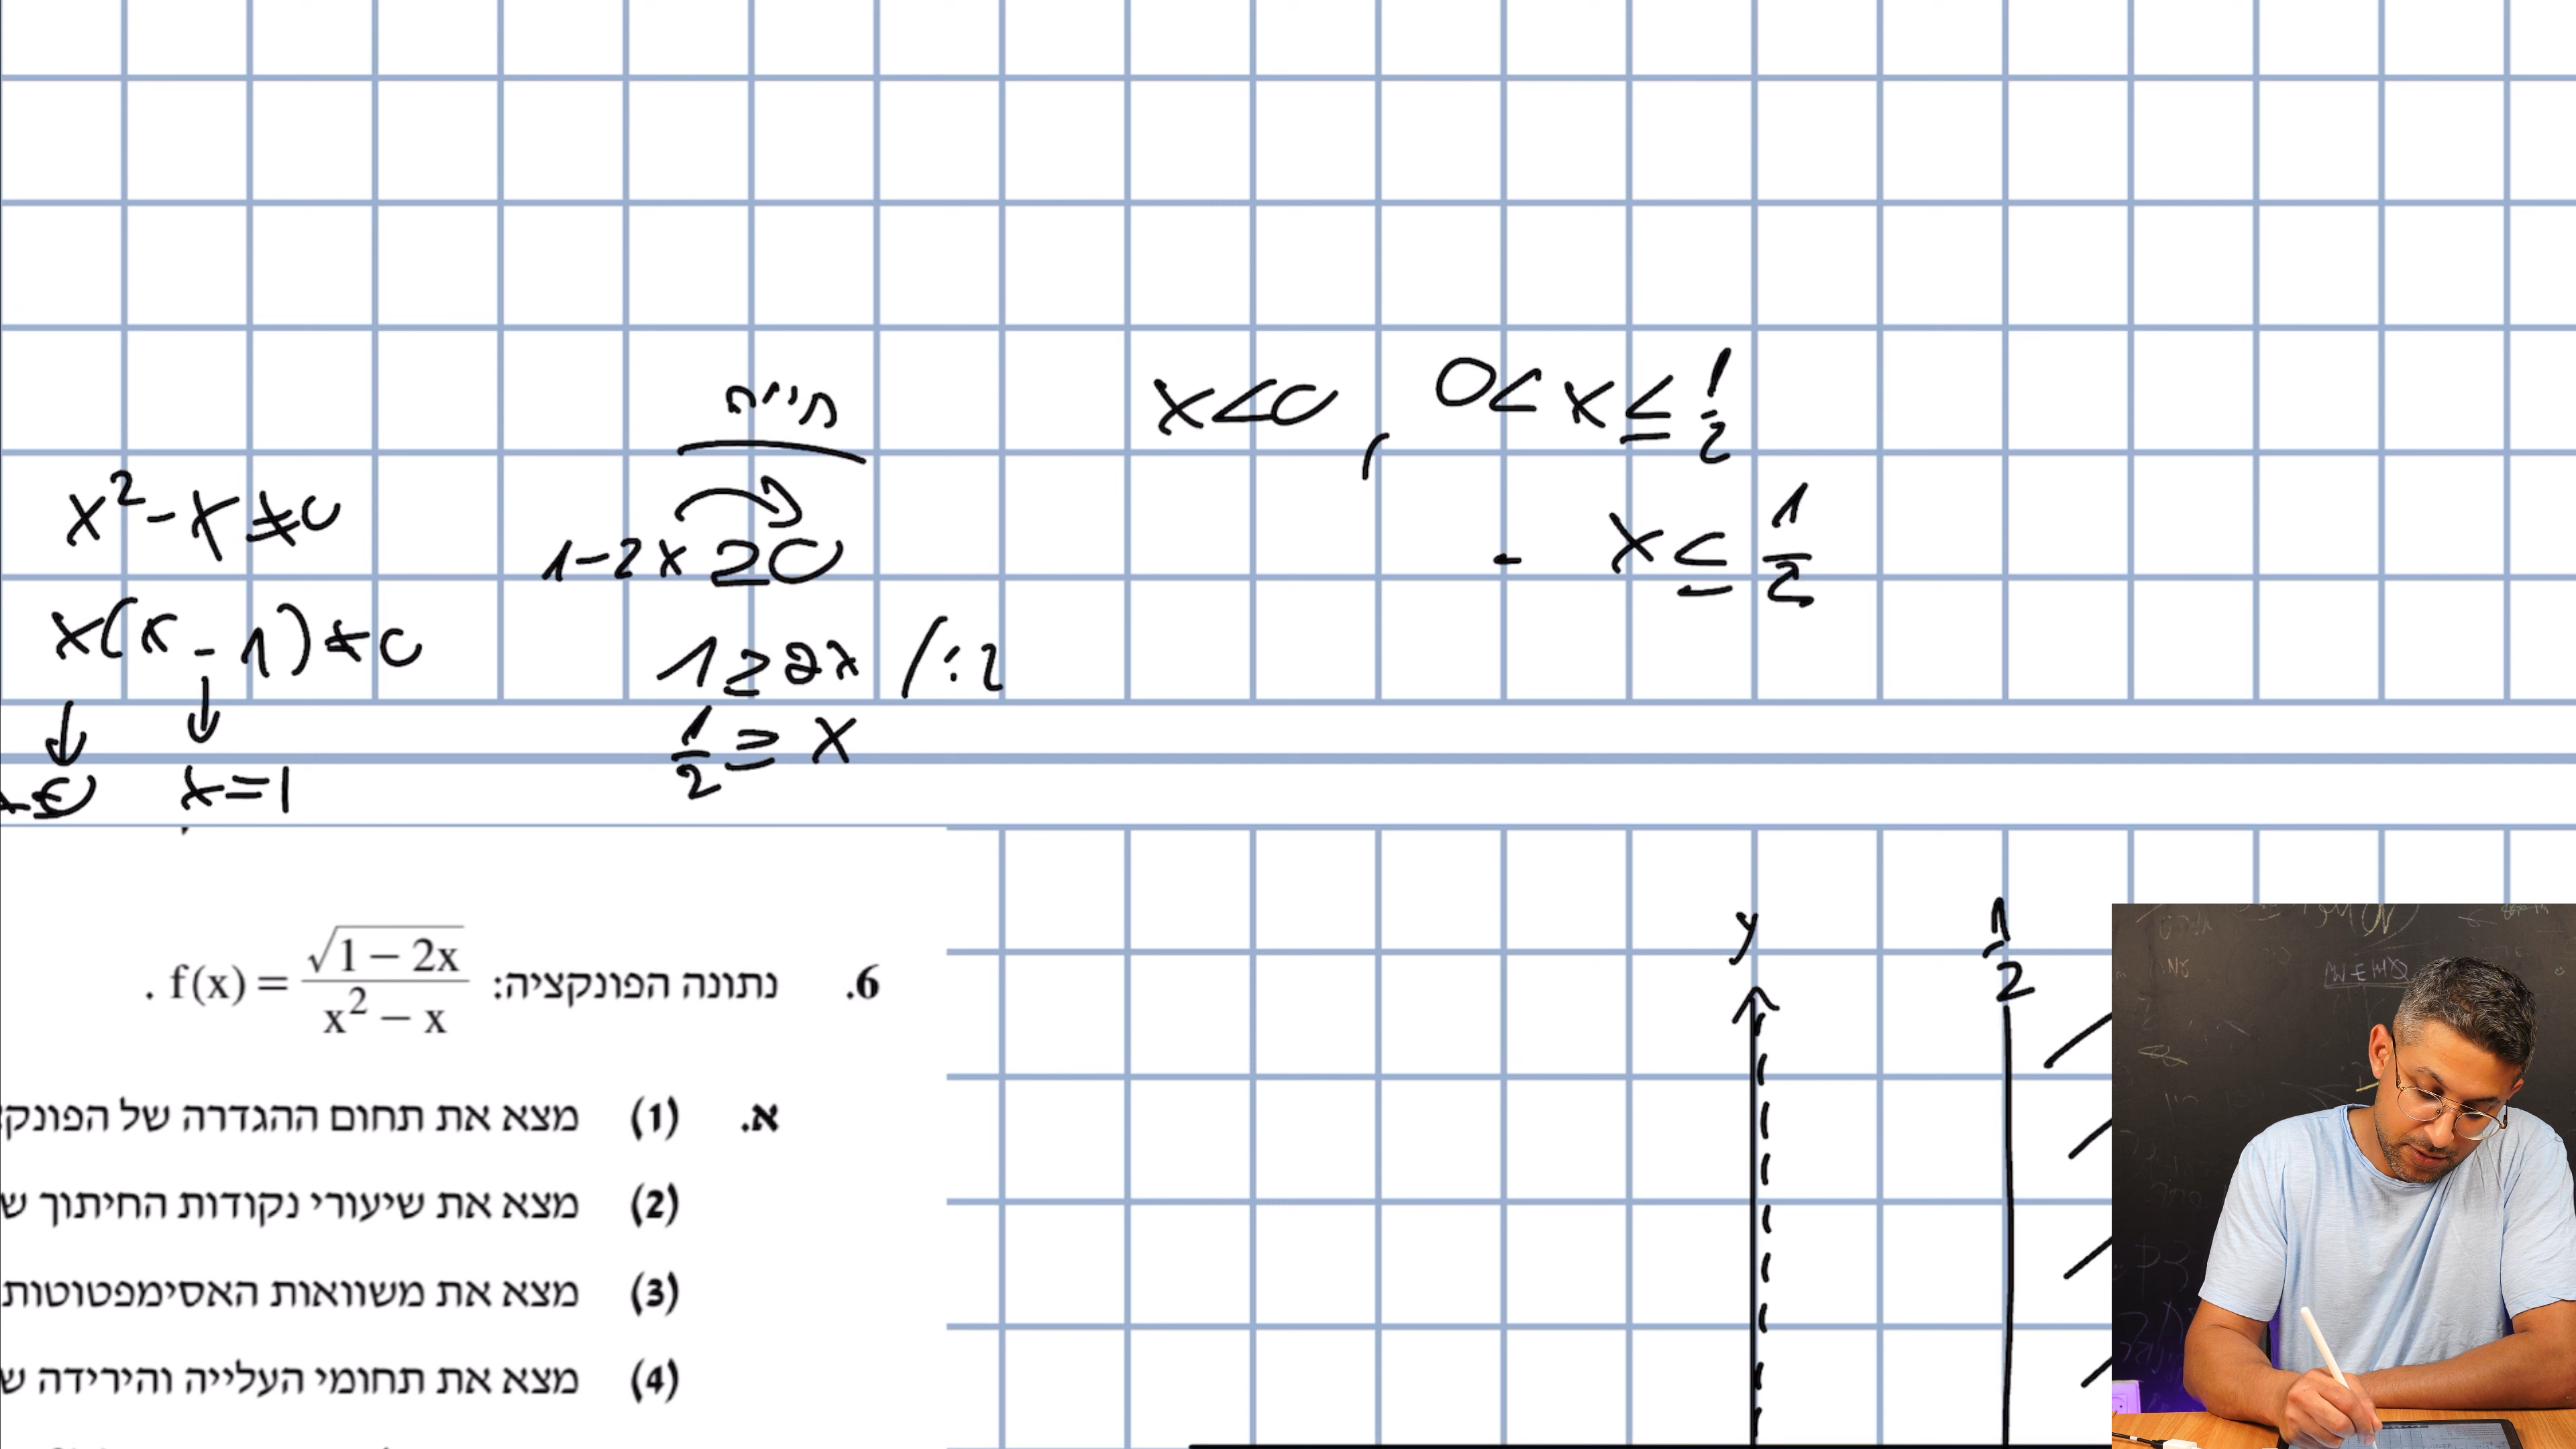 x<0 , 0<x≤1/2
x²-x≠0
1-2x≥0
- x≤1/2
x(x-1)≠0
1≥2x /:2
1/2≥x
x=1
6. נתונה הפונקציה: f(x) = √(1 – 2x) / (x² – x) .
א. (1) מצא את תחום ההגדרה של הפונק
(2) מצא את שיעורי נקודות החיתוך ש
(3) מצא את משוואות האסימפטוטות
(4) מצא את תחומי העלייה והירידה ש
y
1/2